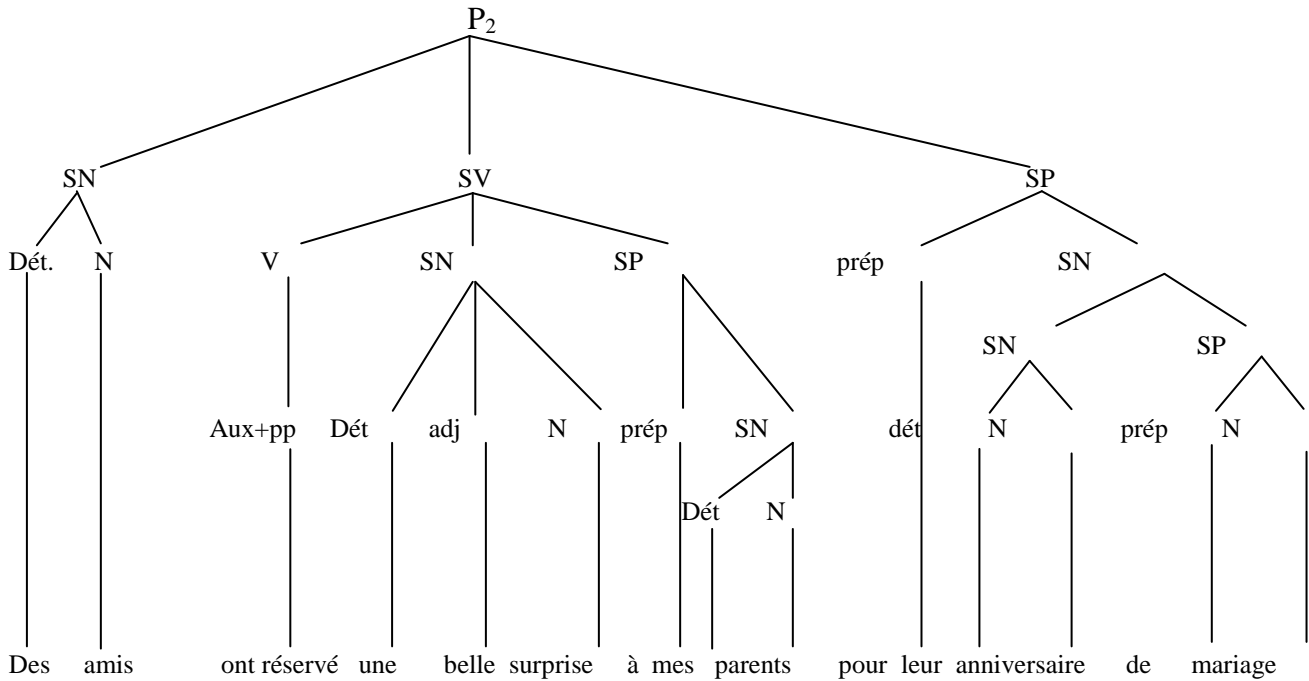 P₂
SN SV SP
Dét. N V SN SP prép SN
SN SP
Aux+pp Dét adj N prép SN dét N prép N
Dét N
Des amis ont réservé une belle surprise à mes parents pour leur anniversaire de mariage